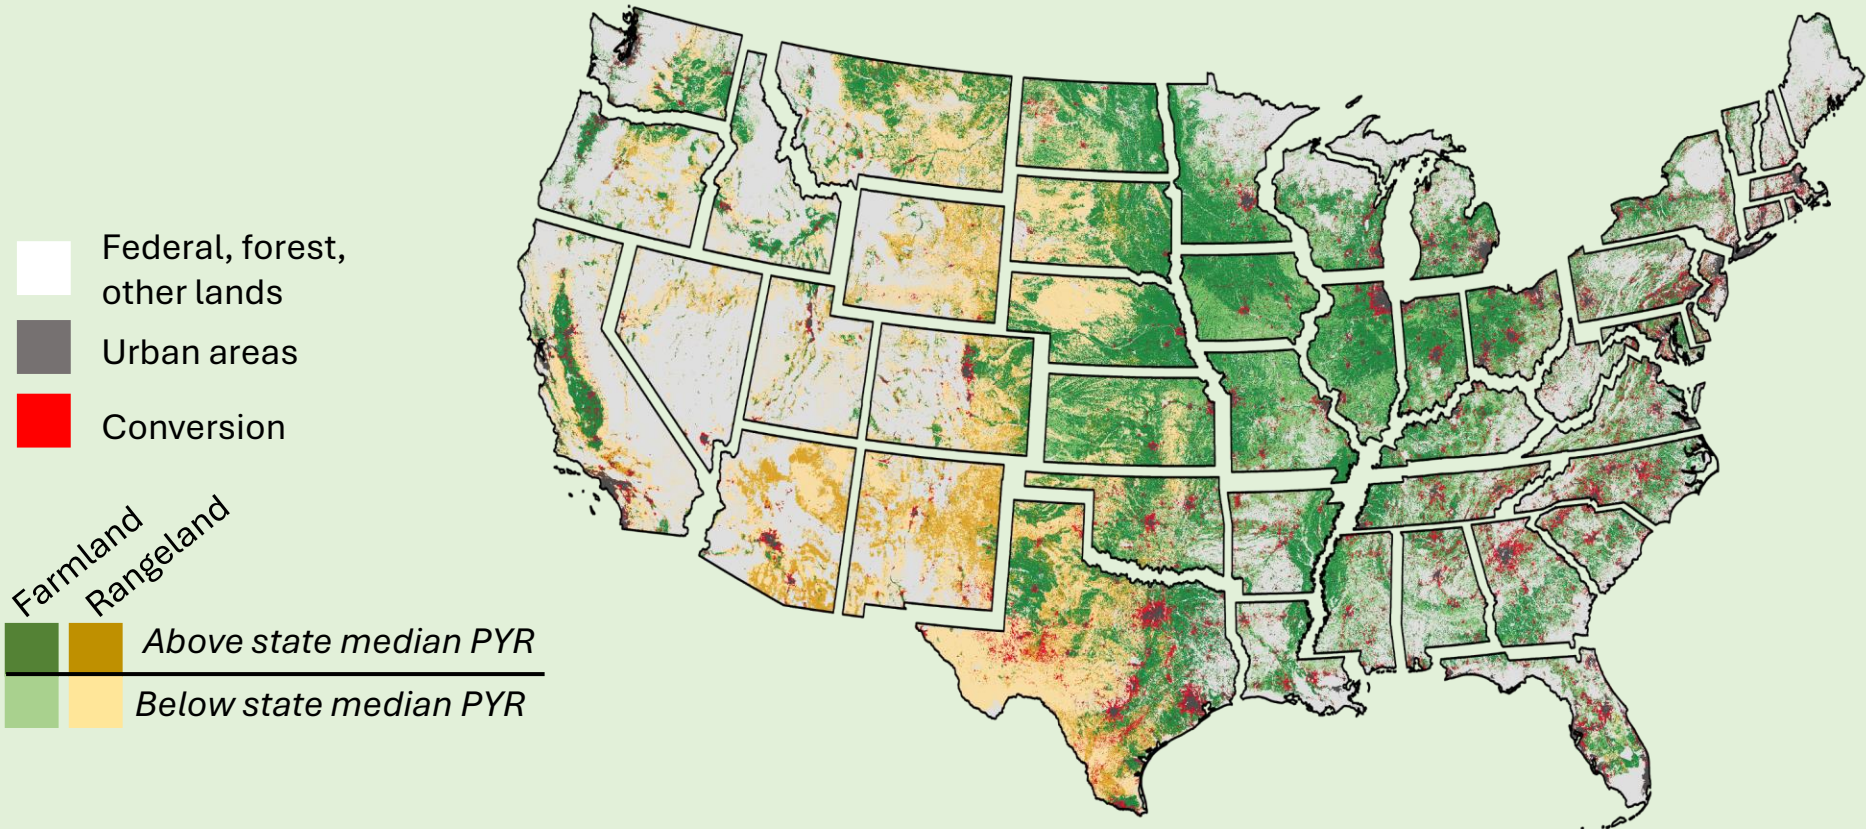 Federal, forest,
other lands
Urban areas
Conversion
Farmland
Rangeland
Above state median PYR
Below state median PYR